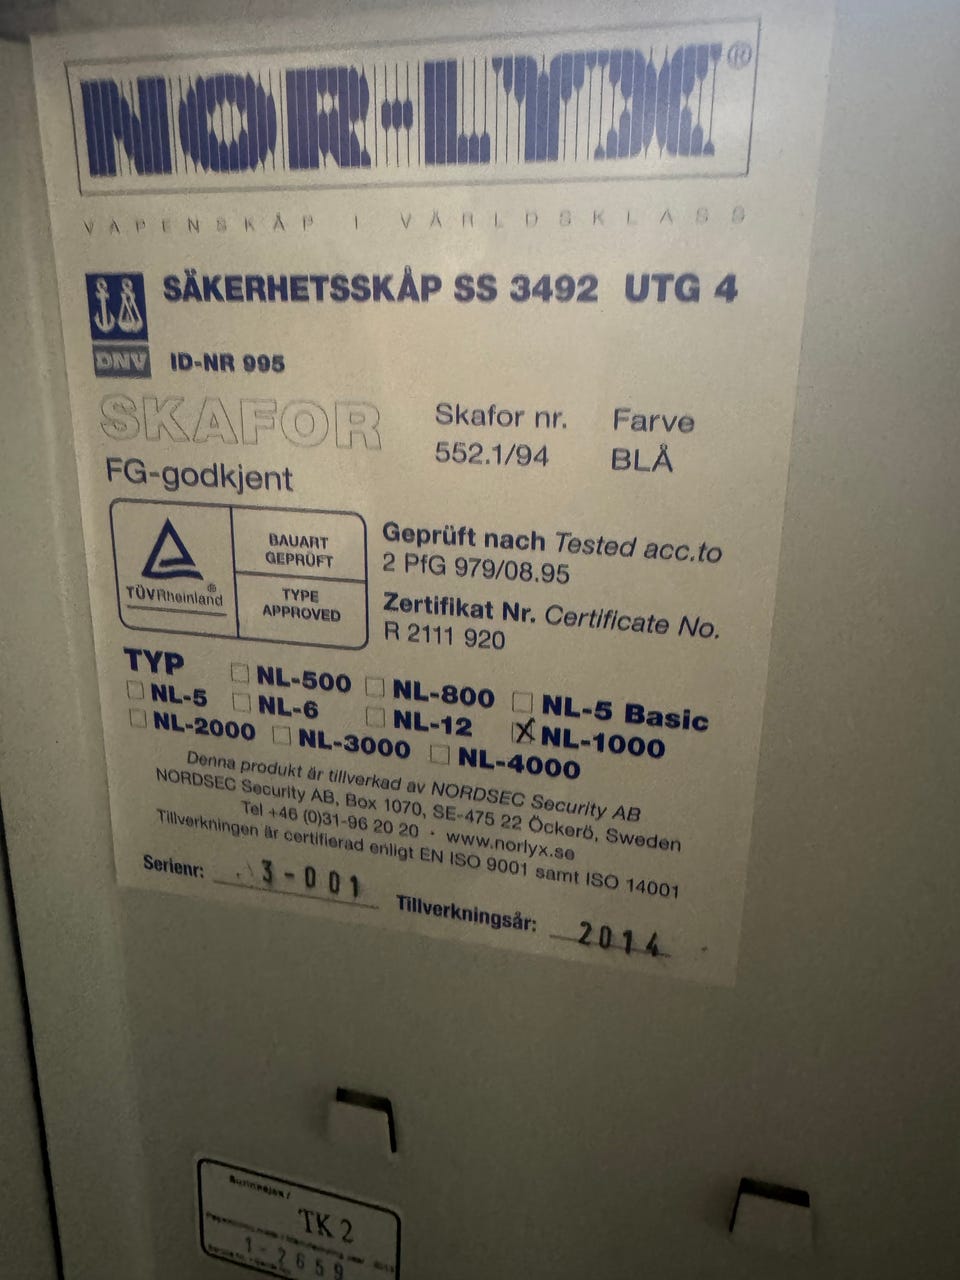 NOR-LYX®
VAPENSKÅP I VÄRLDSKLASS
SÄKERHETSSKÅP SS 3492 UTG 4
DNV ID-NR 995
SKAFOR
FG-godkjent
Skafor nr. Farve
552.1/94 BLÅ
TÜVRheinland®
BAUART
GEPRÜFT
TYPE
APPROVED
Geprüft nach Tested acc.to
2 PfG 979/08.95
Zertifikat Nr. Certificate No.
R 2111 920
TYP ☐ NL-500 ☐ NL-800 ☐ NL-5 Basic
☐ NL-5 ☐ NL-6 ☐ NL-12 ☒ NL-1000
☐ NL-2000 ☐ NL-3000 ☐ NL-4000
Denna produkt är tillverkad av NORDSEC Security AB
NORDSEC Security AB, Box 1070, SE-475 22 Öckerö, Sweden
Tel +46 (0)31-96 20 20 · www.norlyx.se
Tillverkningen är certifierad enligt EN ISO 9001 samt ISO 14001
Serienr: 3-001 Tillverkningsår: 2014
TK 2
1-2659